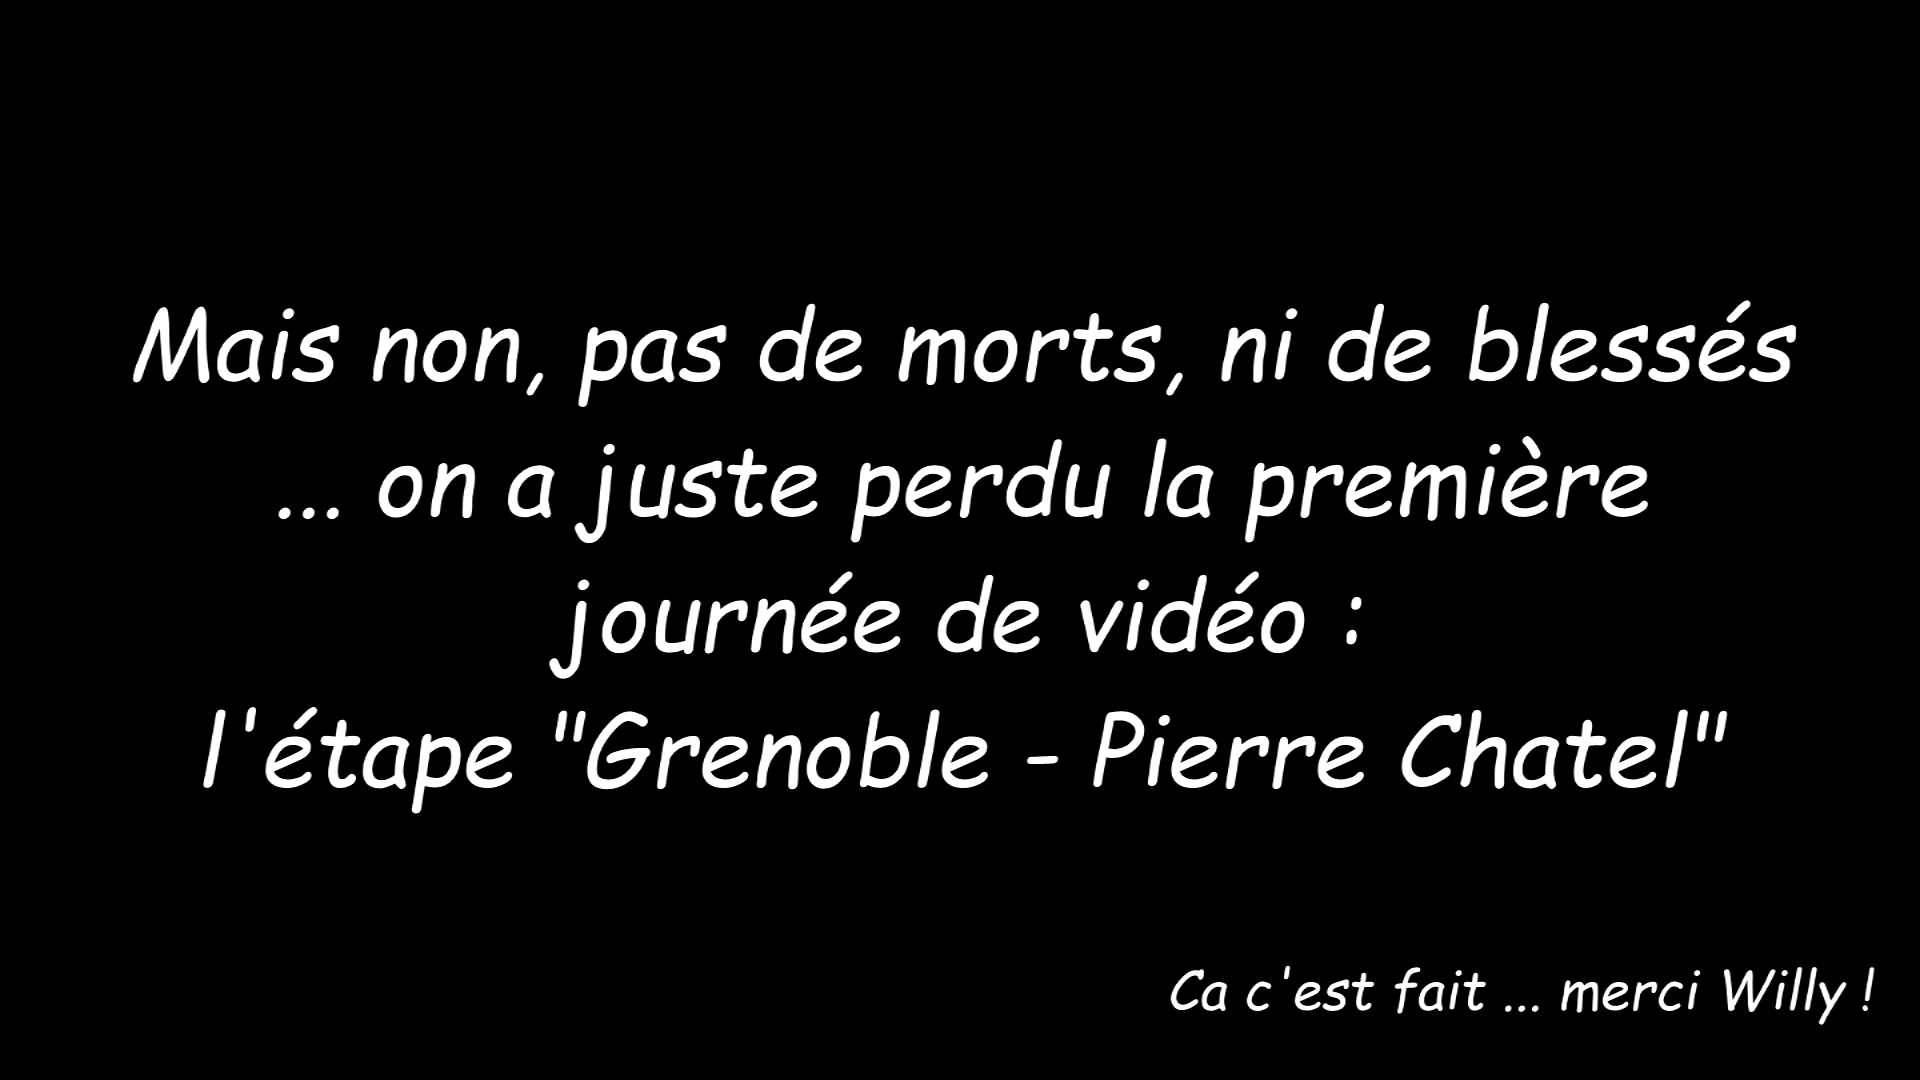 Mais non, pas de morts, ni de blessés
... on a juste perdu la première
journée de vidéo :
l'étape "Grenoble - Pierre Chatel"
Ca c'est fait ... merci Willy !